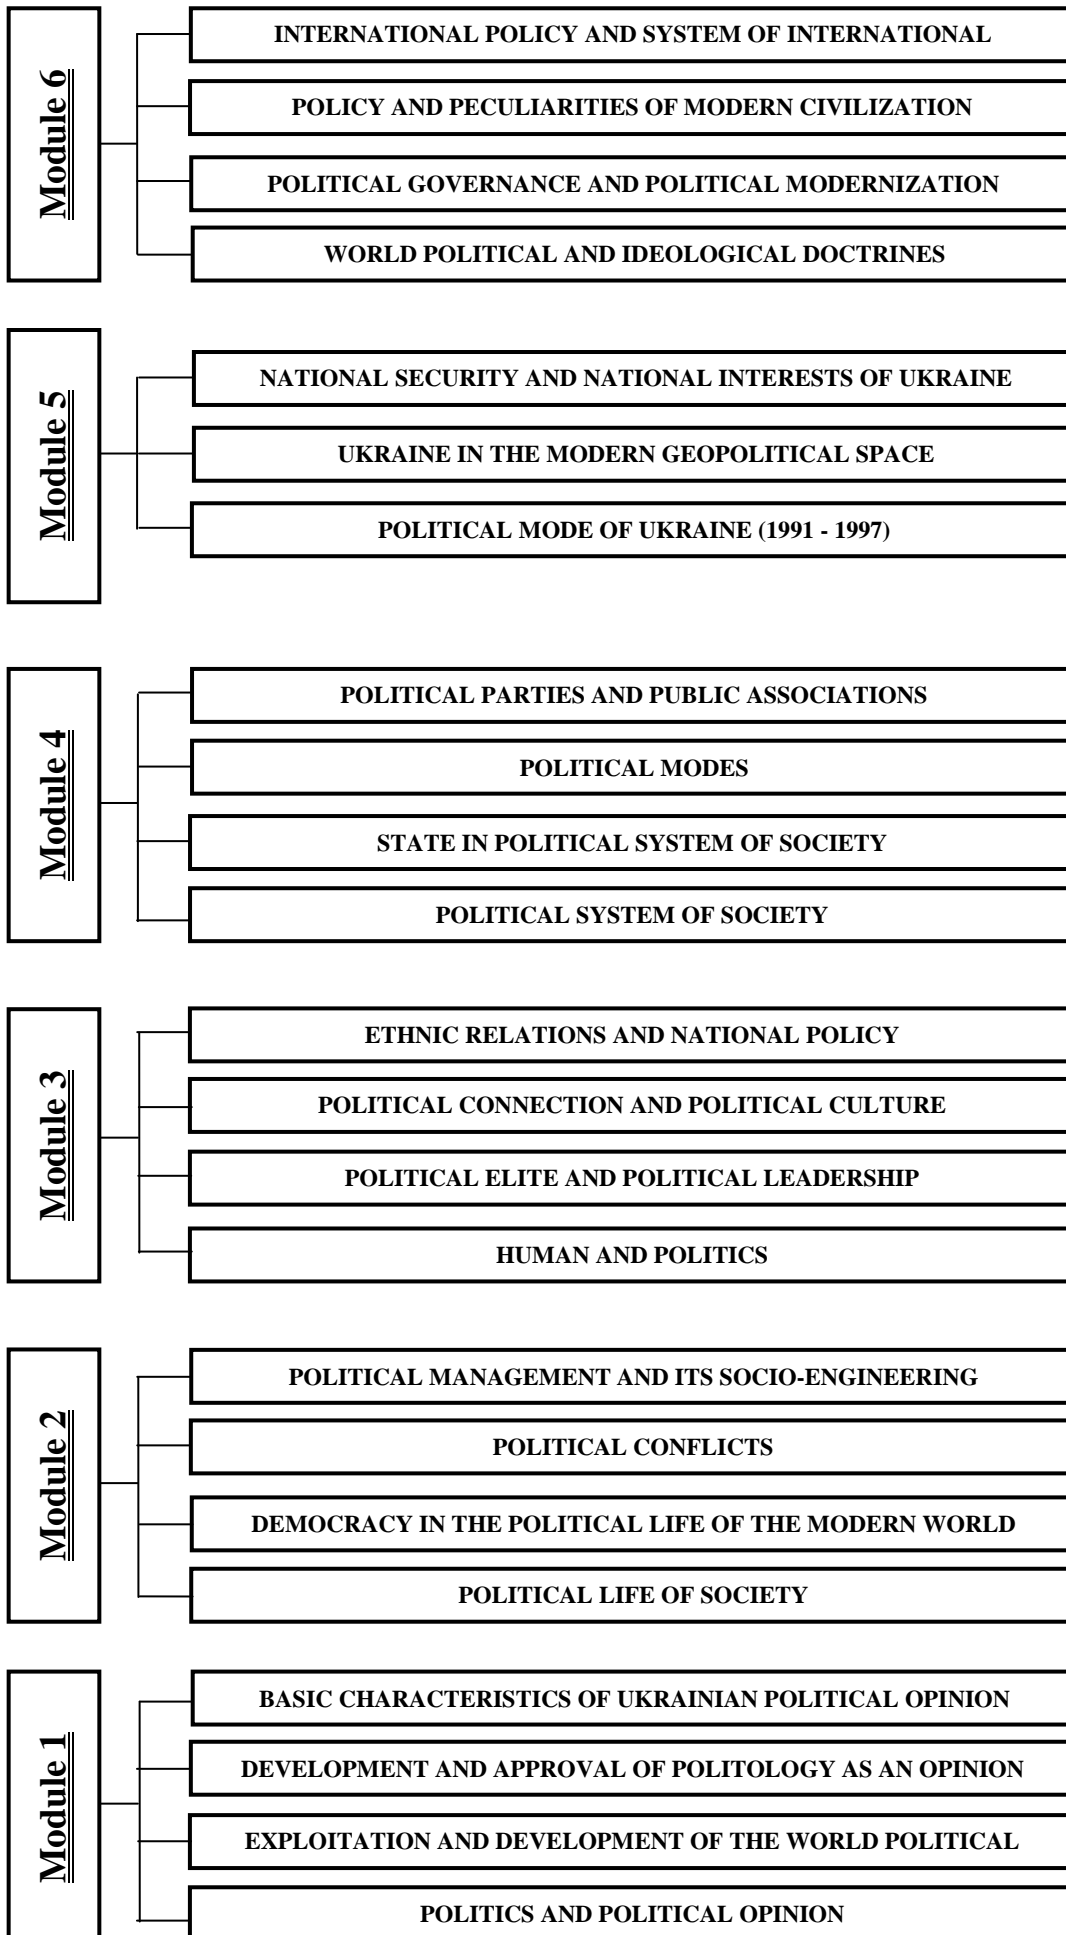 Module 6
INTERNATIONAL POLICY AND SYSTEM OF INTERNATIONAL
POLICY AND PECULIARITIES OF MODERN CIVILIZATION
POLITICAL GOVERNANCE AND POLITICAL MODERNIZATION
WORLD POLITICAL AND IDEOLOGICAL DOCTRINES
Module 5
NATIONAL SECURITY AND NATIONAL INTERESTS OF UKRAINE
UKRAINE IN THE MODERN GEOPOLITICAL SPACE
POLITICAL MODE OF UKRAINE (1991 - 1997)
Module 4
POLITICAL PARTIES AND PUBLIC ASSOCIATIONS
POLITICAL MODES
STATE IN POLITICAL SYSTEM OF SOCIETY
POLITICAL SYSTEM OF SOCIETY
Module 3
ETHNIC RELATIONS AND NATIONAL POLICY
POLITICAL CONNECTION AND POLITICAL CULTURE
POLITICAL ELITE AND POLITICAL LEADERSHIP
HUMAN AND POLITICS
Module 2
POLITICAL MANAGEMENT AND ITS SOCIO-ENGINEERING
POLITICAL CONFLICTS
DEMOCRACY IN THE POLITICAL LIFE OF THE MODERN WORLD
POLITICAL LIFE OF SOCIETY
Module 1
BASIC CHARACTERISTICS OF UKRAINIAN POLITICAL OPINION
DEVELOPMENT AND APPROVAL OF POLITOLOGY AS AN OPINION
EXPLOITATION AND DEVELOPMENT OF THE WORLD POLITICAL
POLITICS AND POLITICAL OPINION